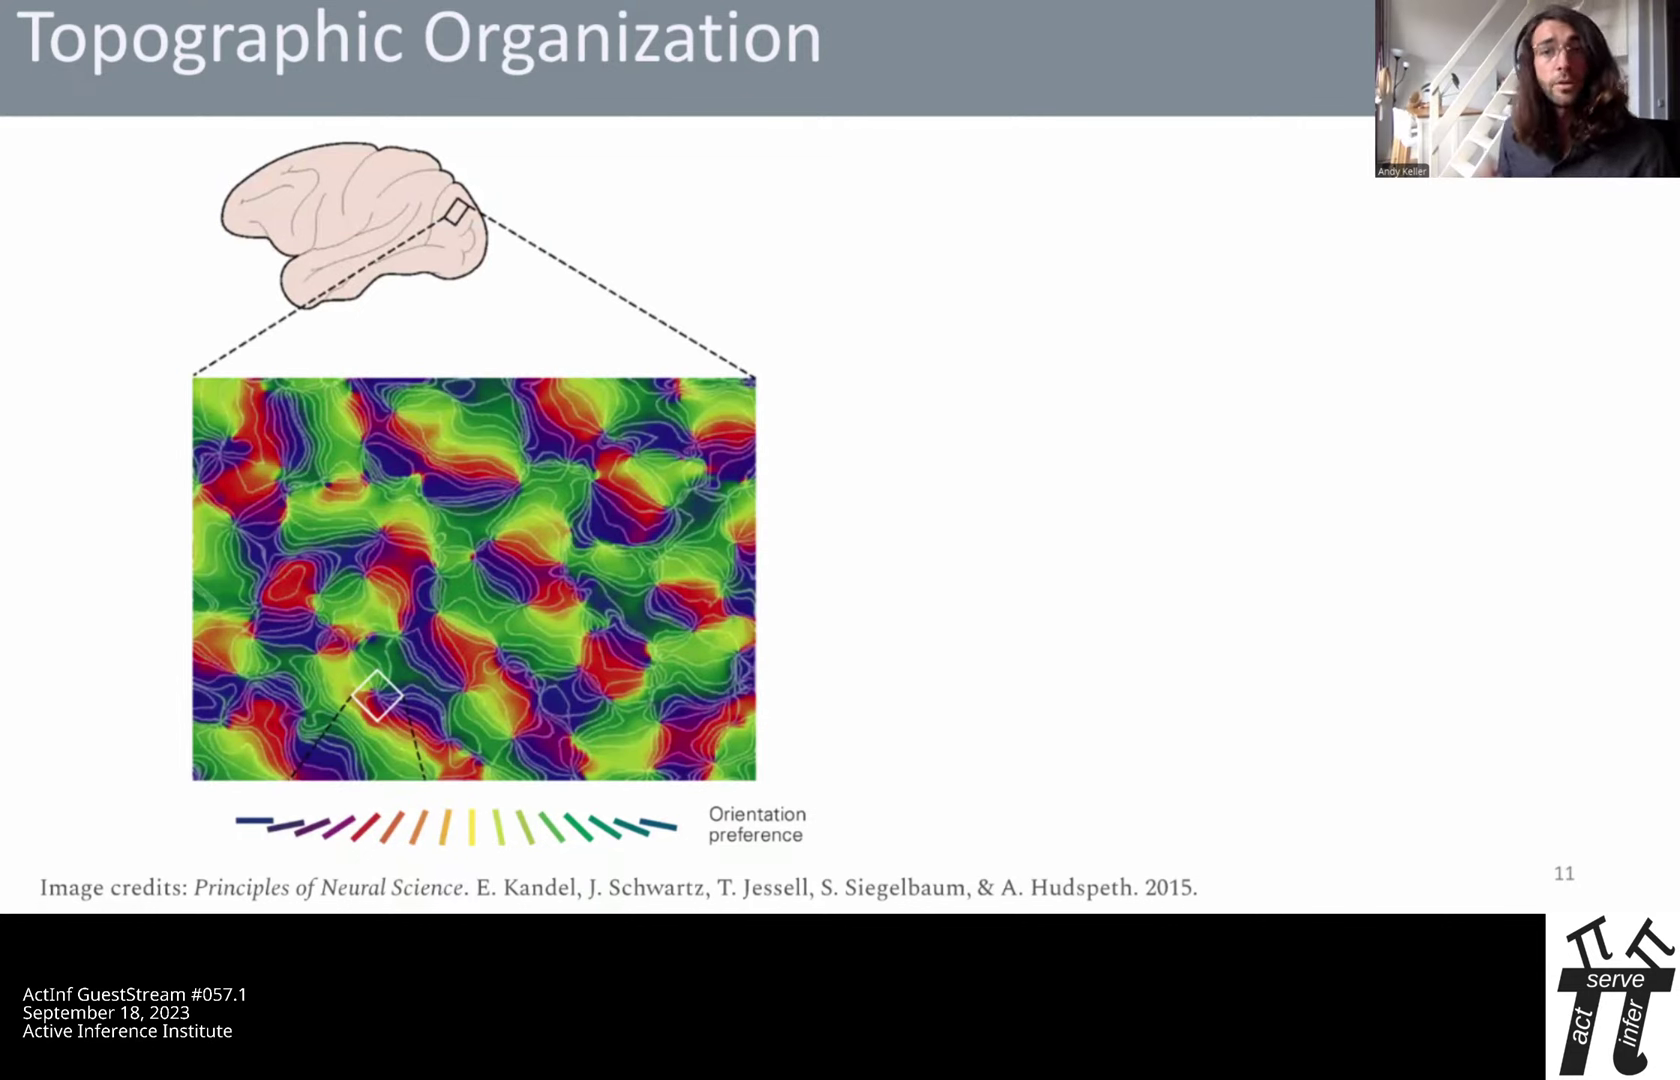 Topographic Organization
Andy Keller
Orientation
preference
Image credits: Principles of Neural Science. E. Kandel, J. Schwartz, T. Jessell, S. Siegelbaum, & A. Hudspeth. 2015.
11
ActInf GuestStream #057.1
September 18, 2023
Active Inference Institute
π π
serve
act
infer